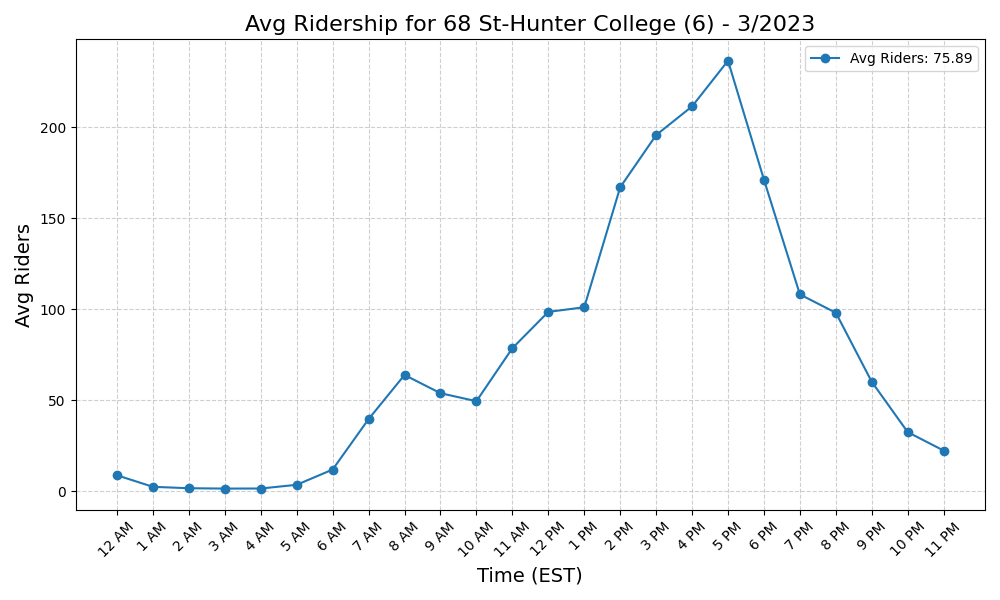 Avg Ridership for 68 St-Hunter College (6) - 3/2023
Avg Riders: 75.89
Avg Riders
200
150
100
50
0
12 AM
1 AM
2 AM
3 AM
4 AM
5 AM
6 AM
7 AM
8 AM
9 AM
10 AM
11 AM
12 PM
1 PM
2 PM
3 PM
4 PM
5 PM
6 PM
7 PM
8 PM
9 PM
10 PM
11 PM
Time (EST)